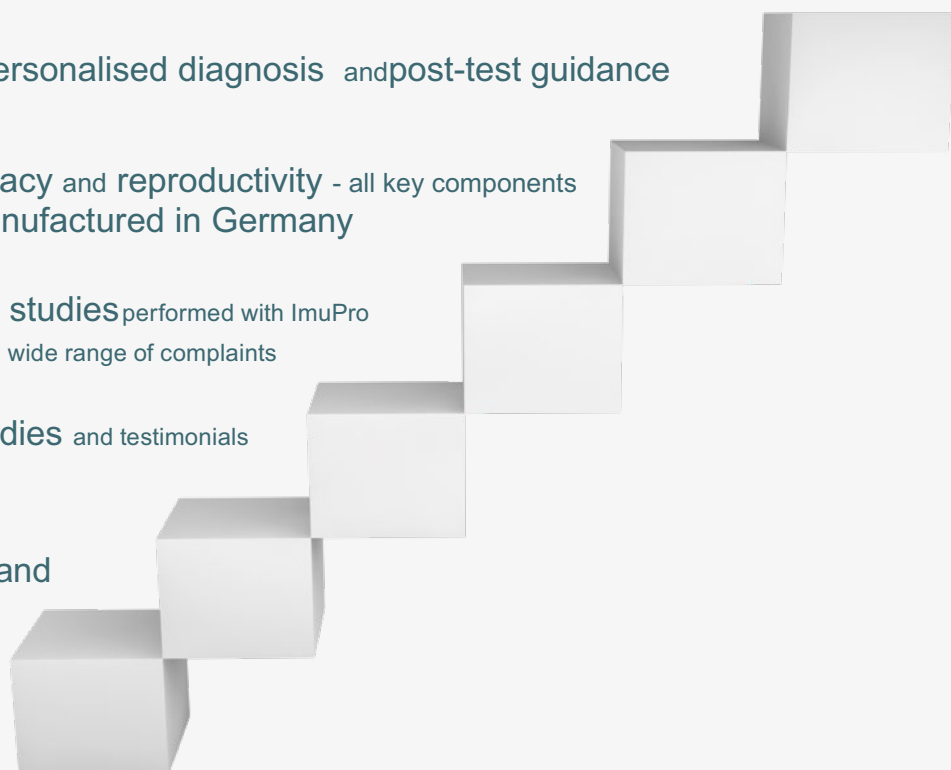 ersonalised diagnosis andpost-test guidance
acy and reproductivity - all key components
nufactured in Germany
studies performed with ImuPro
wide range of complaints
dies and testimonials
and